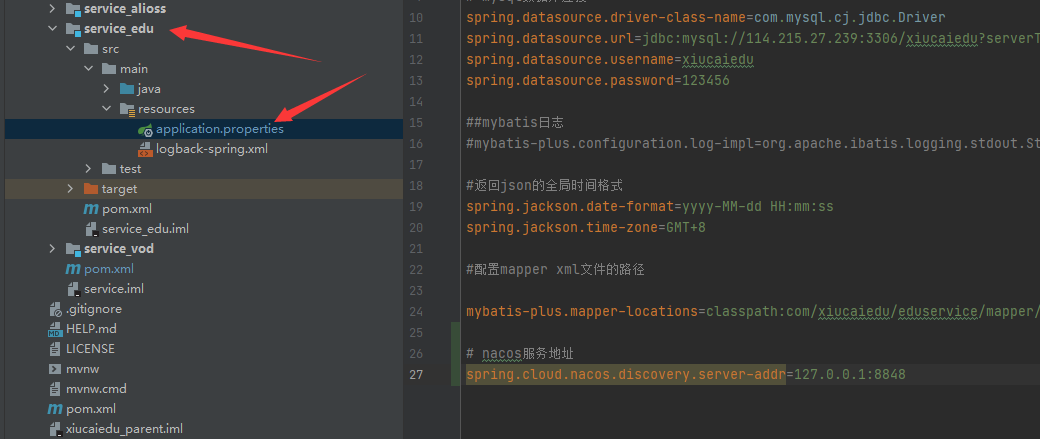 service_alioss
service_edu
src
main
java
resources
application.properties
logback-spring.xml
test
target
pom.xml
service_edu.iml
service_vod
pom.xml
service.iml
.gitignore
HELP.md
LICENSE
mvnw
mvnw.cmd
pom.xml
xiucaiedu_parent.iml
10 spring.datasource.driver-class-name=com.mysql.cj.jdbc.Driver
11 spring.datasource.url=jdbc:mysql://114.215.27.239:3306/xiucaiedu?serverT
12 spring.datasource.username=xiucaiedu
13 spring.datasource.password=123456
14
15 ##mybatis日志
16 #mybatis-plus.configuration.log-impl=org.apache.ibatis.logging.stdout.St
17
18 #返回json的全局时间格式
19 spring.jackson.date-format=yyyy-MM-dd HH:mm:ss
20 spring.jackson.time-zone=GMT+8
21
22 #配置mapper xml文件的路径
23
24 mybatis-plus.mapper-locations=classpath:com/xiucaiedu/eduservice/mapper/
25
26 # nacos服务地址
27 spring.cloud.nacos.discovery.server-addr=127.0.0.1:8848